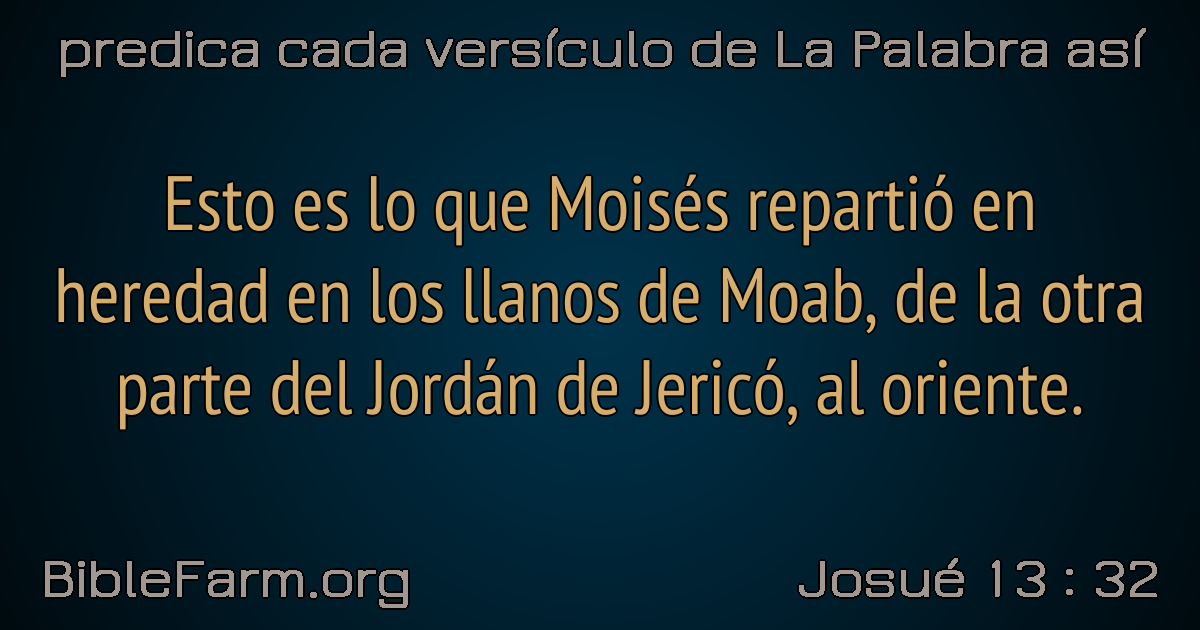 predica cada versículo de La Palabra así
Esto es lo que Moisés repartió en
heredad en los llanos de Moab, de la otra
parte del Jordán de Jericó, al oriente.
BibleFarm.org
Josué 13 : 32